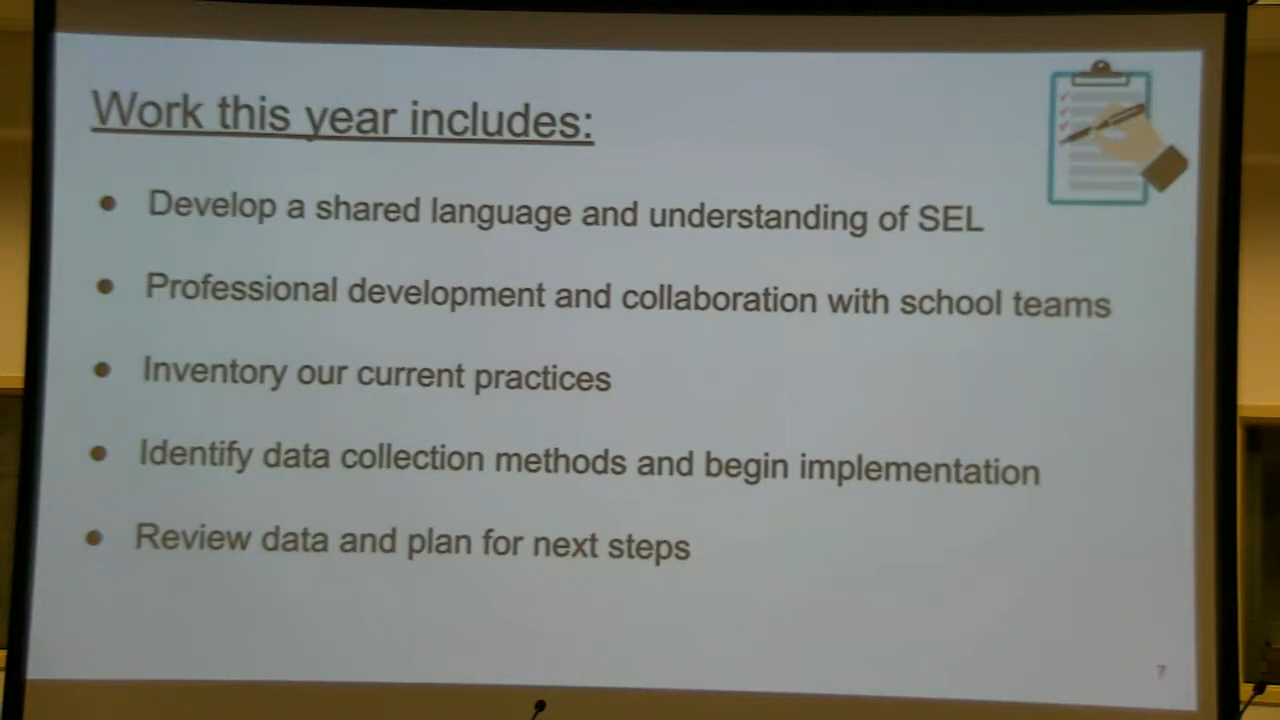 Work this year includes:
Develop a shared language and understanding of SEL
Professional development and collaboration with school teams
Inventory our current practices
Identify data collection methods and begin implementation
Review data and plan for next steps
7